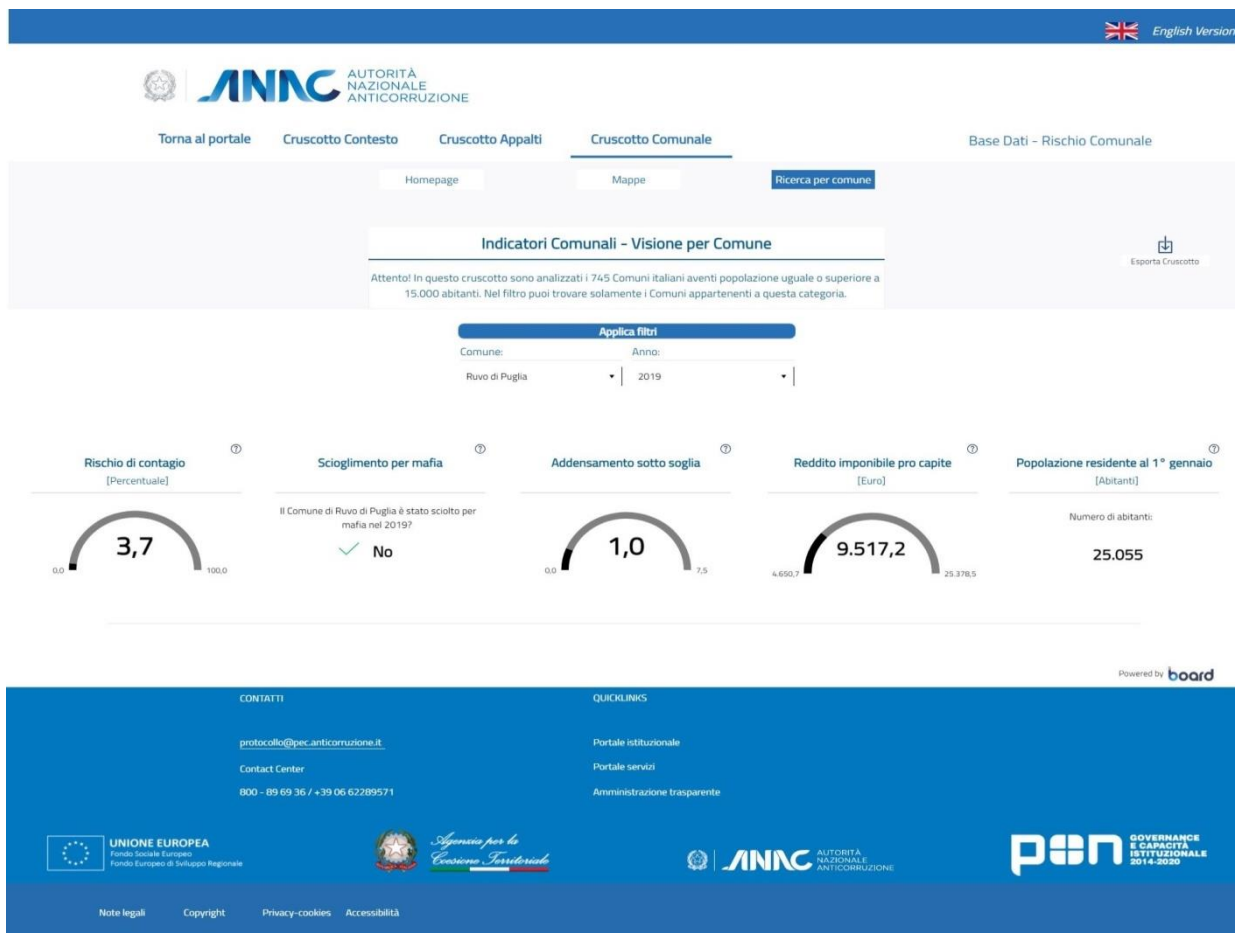 English Version
ANAC AUTORITÀ NAZIONALE ANTICORRUZIONE
Torna al portale Cruscotto Contesto Cruscotto Appalti Cruscotto Comunale Base Dati - Rischio Comunale
Homepage Mappe Ricerca per comune
Indicatori Comunali - Visione per Comune
Esporta Cruscotto
Attento! In questo cruscotto sono analizzati i 745 Comuni italiani aventi popolazione uguale o superiore a
15.000 abitanti. Nel filtro puoi trovare solamente i Comuni appartenenti a questa categoria.
Applica filtri
Comune: Anno:
Ruvo di Puglia 2019
Rischio di contagio
[Percentuale]
3,7
0,0 100,0
Scioglimento per mafia
Il Comune di Ruvo di Puglia è stato sciolto per
mafia nel 2019?
No
Addensamento sotto soglia
1,0
0,0 7,5
Reddito imponibile pro capite
[Euro]
9.517,2
4.650,7 25.378,5
Popolazione residente al 1° gennaio
[Abitanti]
Numero di abitanti:
25.055
Powered by board
CONTATTI
protocollo@pec.anticorruzione.it
Contact Center
800 - 89 69 36 / +39 06 62289571
QUICKLINKS
Portale istituzionale
Portale servizi
Amministrazione trasparente
UNIONE EUROPEA
Fondo Sociale Europeo
Fondo Europeo di Sviluppo Regionale
Agenzia per la
Coesione Territoriale
ANAC AUTORITÀ NAZIONALE ANTICORRUZIONE
pon GOVERNANCE E CAPACITÀ ISTITUZIONALE 2014-2020
Note legali Copyright Privacy-cookies Accessibilità